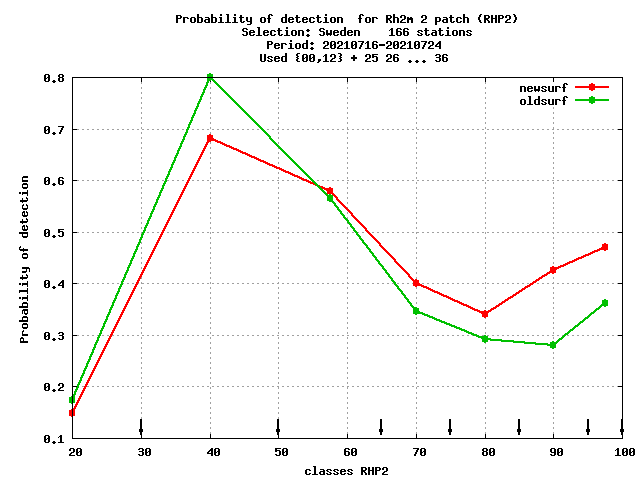 Probability of detection  for Rh2m 2 patch (RHP2)
Selection: Sweden    166 stations
Period: 20210716-20210724
Used {00,12} + 25 26 ... 36
newsurf
oldsurf
0.8
0.7
0.6
0.5
0.4
0.3
0.2
0.1
Probability of detection
20 30 40 50 60 70 80 90 100
classes RHP2